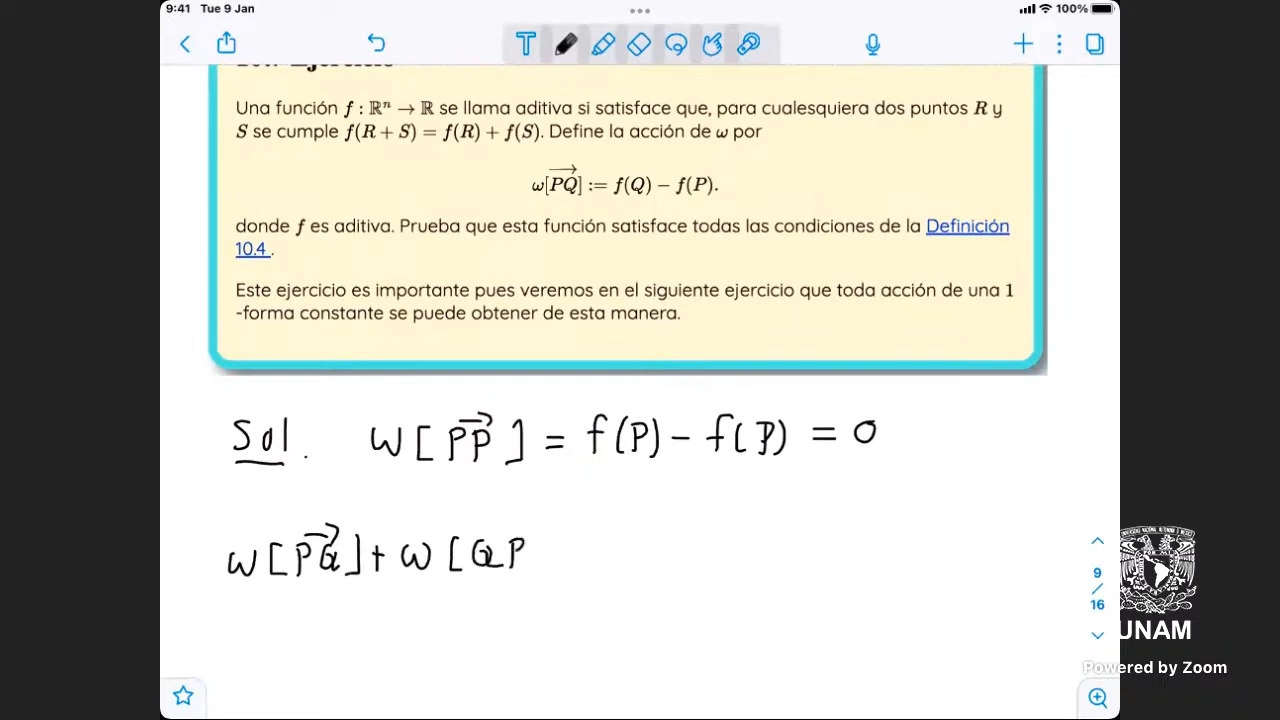 9:41 Tue 9 Jan
100%
Una función f : ℝⁿ → ℝ se llama aditiva si satisface que, para cualesquiera dos puntos R y
S se cumple f(R + S) = f(R) + f(S). Define la acción de ω por
ω[\overrightarrow{PQ}] := f(Q) − f(P).
donde f es aditiva. Prueba que esta función satisface todas las condiciones de la Definición
10.4 .
Este ejercicio es importante pues veremos en el siguiente ejercicio que toda acción de una 1
-forma constante se puede obtener de esta manera.
Sol. ω[\overrightarrow{PP}] = f(P) − f(P) = 0
ω[\overrightarrow{PQ}] + ω[QP
9
/
16
UNAM
Powered by Zoom